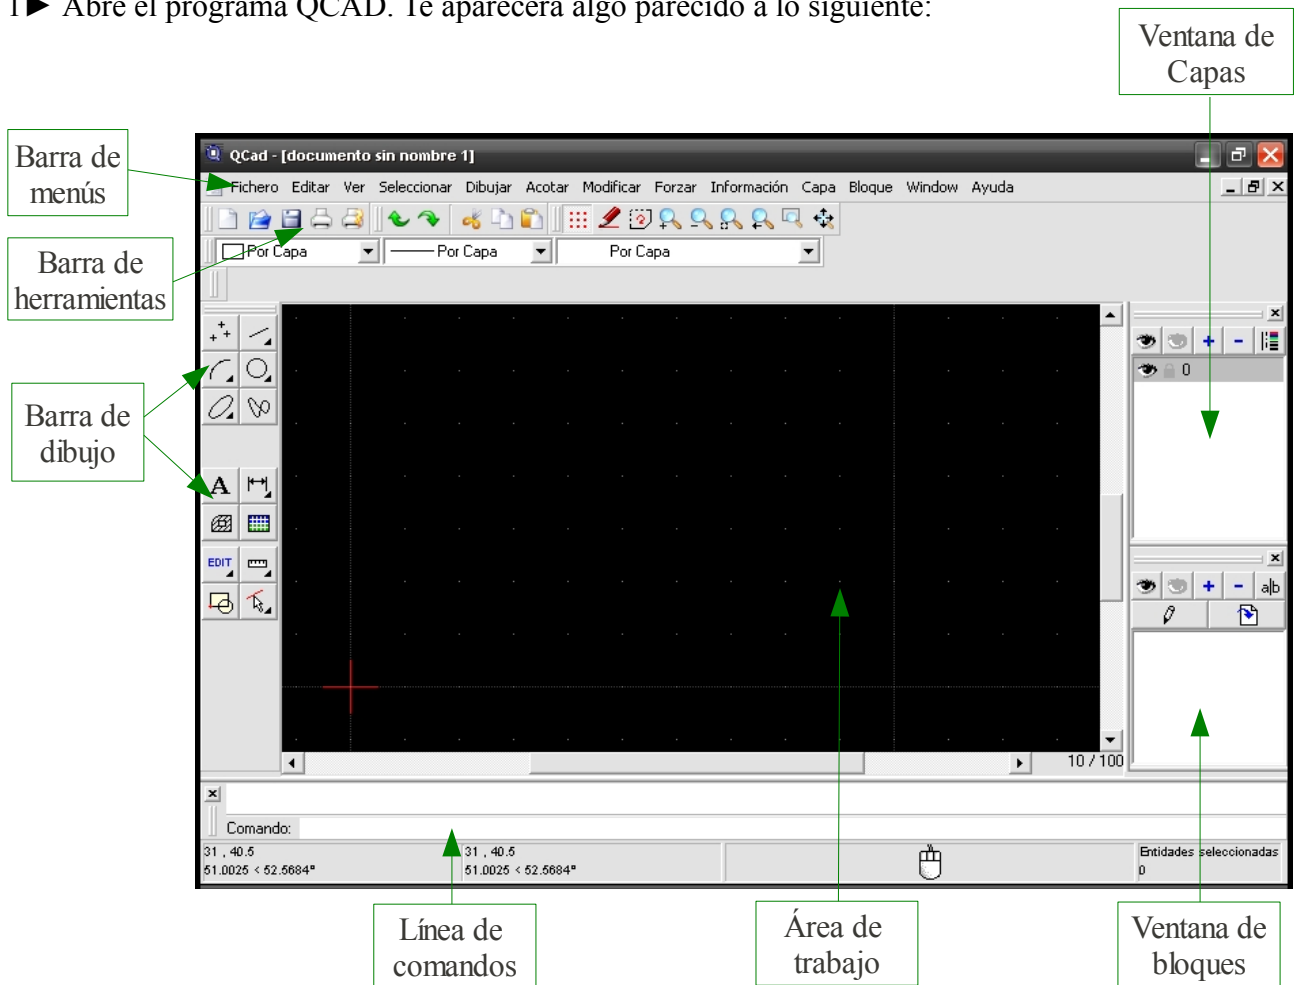 1► Abre el programa QCAD. Te aparecerá algo parecido a lo siguiente:
Ventana de
Capas
Barra de
menús
QCad - [documento sin nombre 1]
Fichero Editar Ver Seleccionar Dibujar Acotar Modificar Forzar Información Capa Bloque Window Ayuda
Barra de
herramientas
Por Capa Por Capa Por Capa
0
Barra de
dibujo
A
EDIT
a|b
10 / 100
Comando:
31 , 40.5 31 , 40.5 Entidades seleccionadas
51.0025 < 52.5684° 51.0025 < 52.5684° 0
Línea de
comandos
Área de
trabajo
Ventana de
bloques